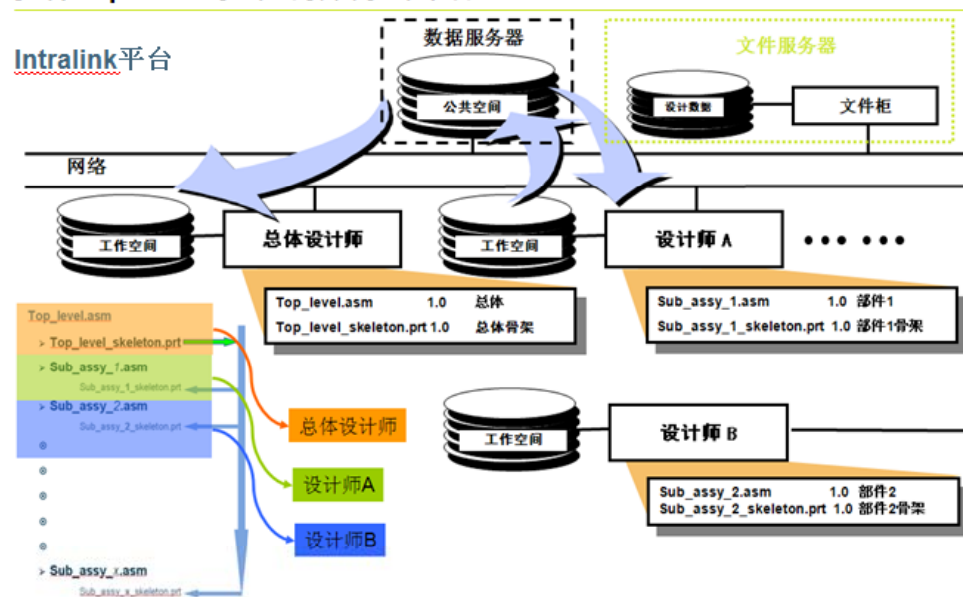 Intralink平台
数据服务器
公共空间
文件服务器
设计数据
文件柜
网络
工作空间
总体设计师
工作空间
设计师 A
Top_level.asm 1.0 总体
Top_level_skeleton.prt 1.0 总体骨架
Sub_assy_1.asm 1.0 部件1
Sub_assy_1_skeleton.prt 1.0 部件1骨架
Top_level.asm
Top_level_skeleton.prt
Sub_assy_1.asm
Sub_assy_1_skeleton.prt
Sub_assy_2.asm
Sub_assy_2_skeleton.prt
Sub_assy_x.asm
Sub_assy_x_skeleton.prt
总体设计师
设计师A
设计师B
工作空间
设计师 B
Sub_assy_2.asm 1.0 部件2
Sub_assy_2_skeleton.prt 1.0 部件2骨架